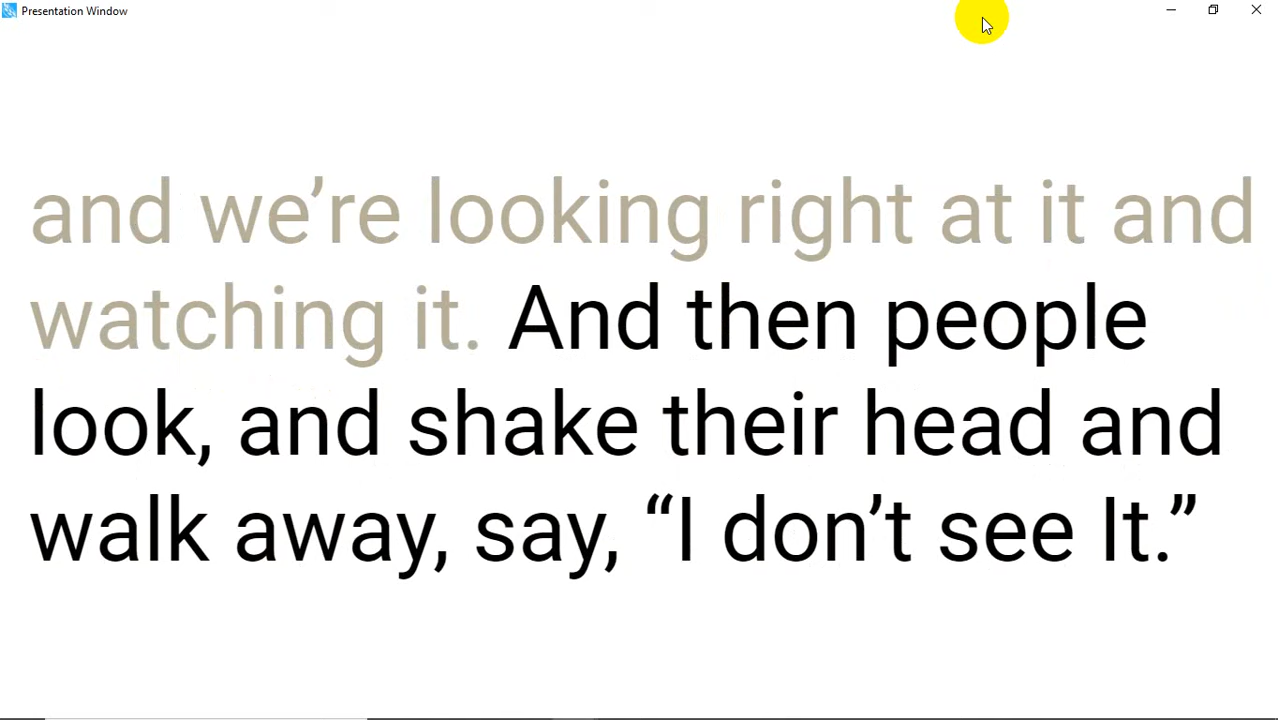 Presentation Window
and we’re looking right at it and
watching it. And then people
look, and shake their head and
walk away, say, “I don’t see It.”